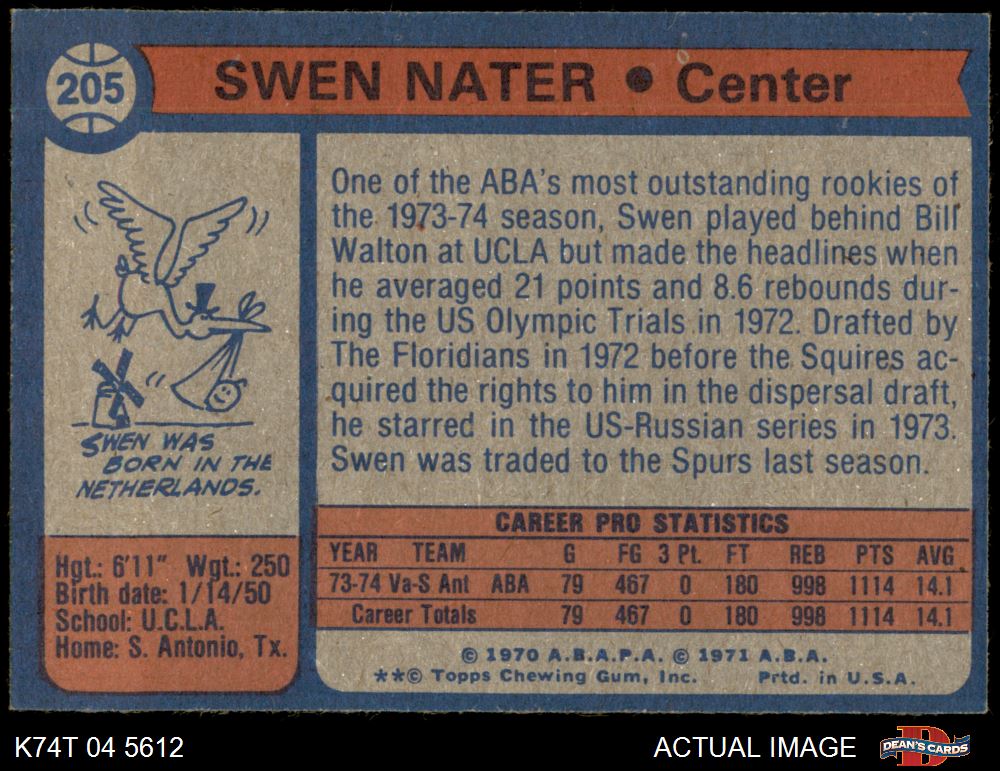 205
SWEN NATER • Center
One of the ABA's most outstanding rookies of
the 1973-74 season, Swen played behind Bill
Walton at UCLA but made the headlines when
he averaged 21 points and 8.6 rebounds dur-
ing the US Olympic Trials in 1972. Drafted by
The Floridians in 1972 before the Squires ac-
quired the rights to him in the dispersal draft,
he starred in the US-Russian series in 1973.
Swen was traded to the Spurs last season.
SWEN WAS
BORN IN THE
NETHERLANDS.
Hgt.: 6'11" Wgt.: 250
Birth date: 1/14/50
School: U.C.L.A.
Home: S. Antonio, Tx.
CAREER PRO STATISTICS
YEAR TEAM G FG 3 Pt. FT REB PTS AVG
73-74 Va-S Ant ABA 79 467 0 180 998 1114 14.1
Career Totals 79 467 0 180 998 1114 14.1
© 1970 A.B.A.P.A. © 1971 A.B.A.
**© Topps Chewing Gum, Inc. Prtd. in U.S.A.
K74T 04 5612
ACTUAL IMAGE
DEAN'S CARDS